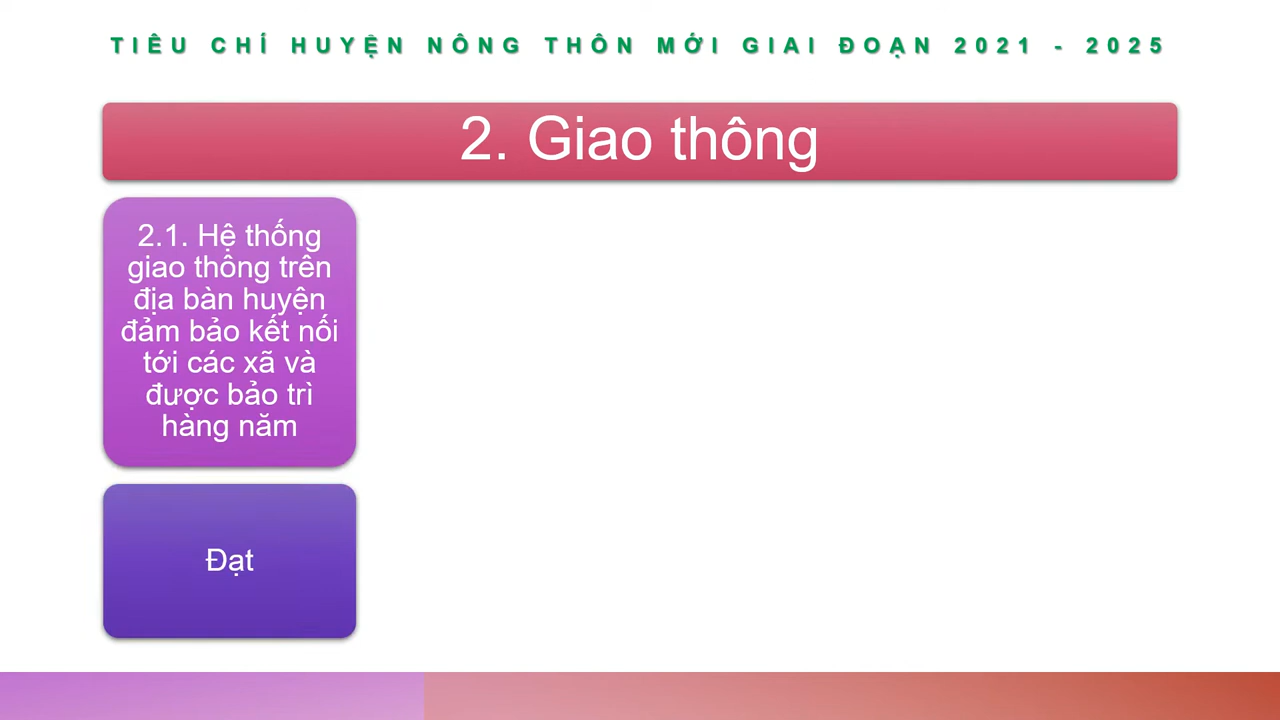 TIÊU CHÍ HUYỆN NÔNG THÔN MỚI GIAI ĐOẠN 2021 - 2025
2. Giao thông
2.1. Hệ thống
giao thông trên
địa bàn huyện
đảm bảo kết nối
tới các xã và
được bảo trì
hàng năm
Đạt